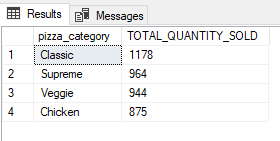 Results Messages
pizza_category TOTAL_QUANTITY_SOLD
1 Classic 1178
2 Supreme 964
3 Veggie 944
4 Chicken 875